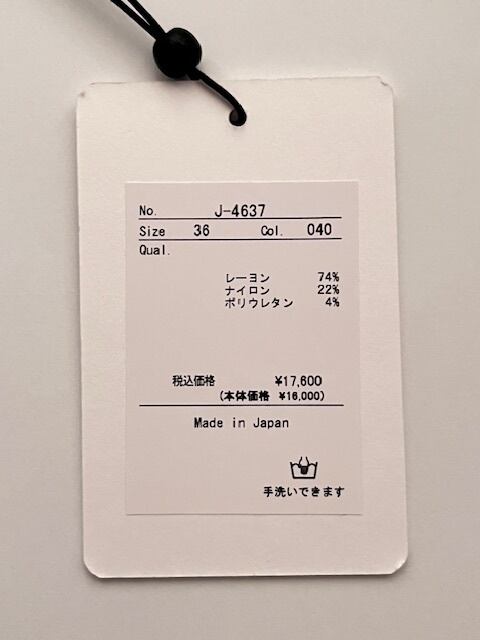 No. J-4637
Size 36 Col. 040
Qual.
レーヨン 74%
ナイロン 22%
ポリウレタン 4%
税込価格 ¥17,600
(本体価格 ¥16,000)
Made in Japan
手洗いできます